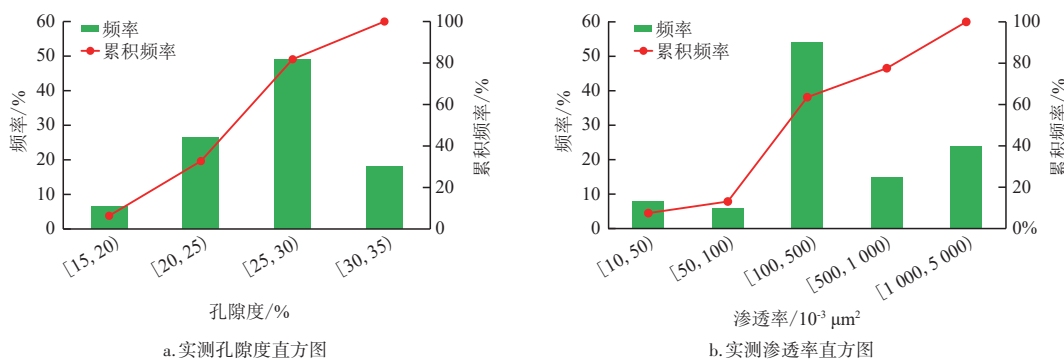 频率
累积频率
60
50
40
30
20
10
0
频率/%
100
80
60
40
20
0
累积频率/%
[15, 20)
[20, 25)
[25, 30)
[30, 35)
孔隙度/%
a.实测孔隙度直方图
频率
累积频率
60
50
40
30
20
10
0
频率/%
100
80
60
40
20
0%
累积频率/%
[10, 50)
[50, 100)
[100, 500)
[500, 1 000)
[1 000, 5 000)
渗透率/10⁻³ μm²
b.实测渗透率直方图